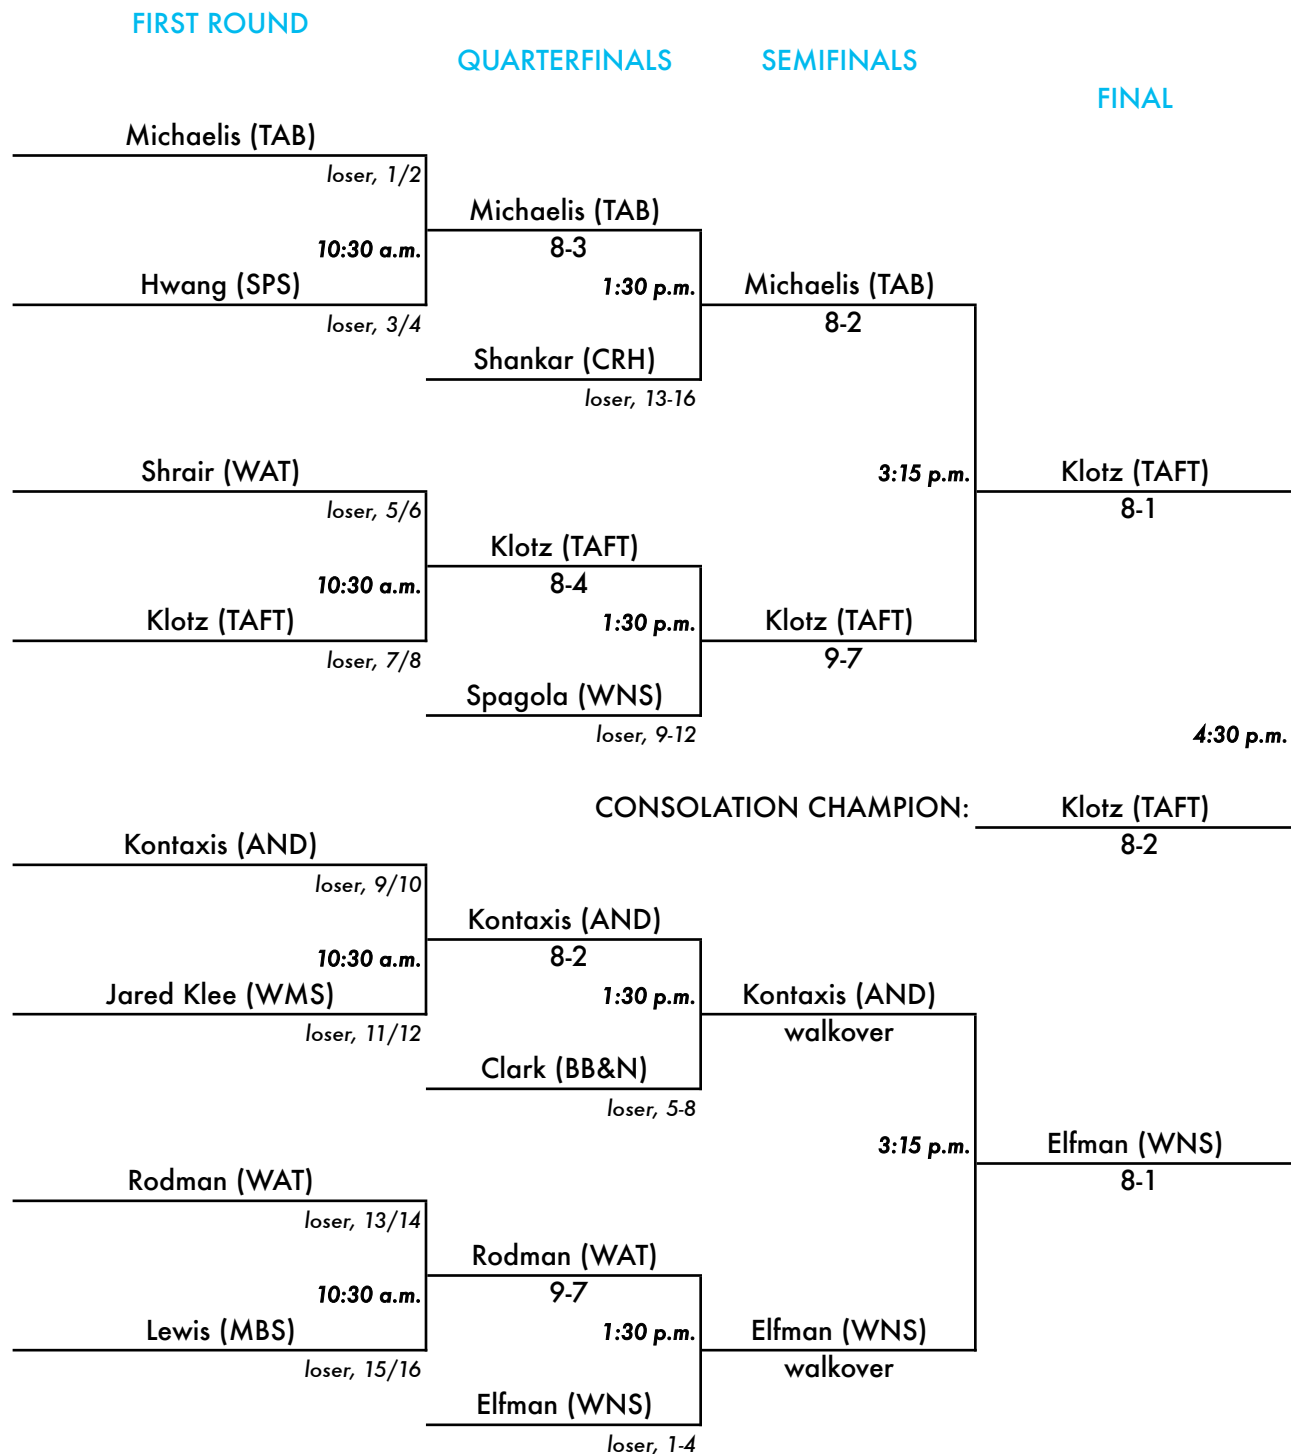 FIRST ROUND
QUARTERFINALS
SEMIFINALS
FINAL
Michaelis (TAB)
loser, 1/2
Michaelis (TAB)
10:30 a.m.
8-3
Hwang (SPS)
1:30 p.m.
Michaelis (TAB)
loser, 3/4
8-2
Shankar (CRH)
loser, 13-16
Shrair (WAT)
3:15 p.m.
Klotz (TAFT)
loser, 5/6
8-1
Klotz (TAFT)
10:30 a.m.
8-4
Klotz (TAFT)
1:30 p.m.
Klotz (TAFT)
loser, 7/8
9-7
Spagola (WNS)
loser, 9-12
4:30 p.m.
CONSOLATION CHAMPION:
Klotz (TAFT)
Kontaxis (AND)
8-2
loser, 9/10
Kontaxis (AND)
10:30 a.m.
8-2
Jared Klee (WMS)
1:30 p.m.
Kontaxis (AND)
loser, 11/12
walkover
Clark (BB&N)
loser, 5-8
3:15 p.m.
Elfman (WNS)
Rodman (WAT)
8-1
loser, 13/14
Rodman (WAT)
10:30 a.m.
9-7
Lewis (MBS)
1:30 p.m.
Elfman (WNS)
loser, 15/16
walkover
Elfman (WNS)
loser, 1-4